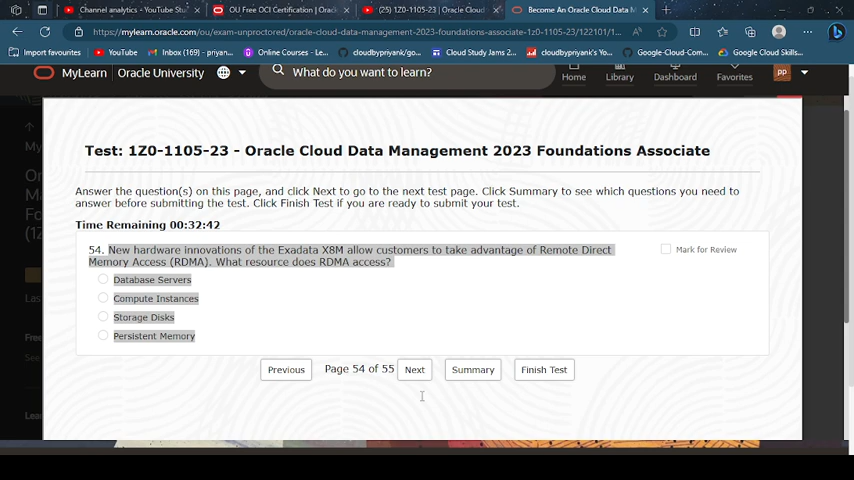 Channel analytics - YouTube Stu
OU Free OCI Certification | Orac
(25) 1Z0-1105-23 | Oracle Cloud
Become An Oracle Cloud Data M
https://mylearn.oracle.com/ou/exam-unproctored/oracle-cloud-data-management-2023-foundations-associate-1z0-1105-23/122101/1...
Import favourites
YouTube
Inbox (169) - priyan...
Online Courses - Le...
cloudbypriyank/go...
Cloud Study Jams 2...
cloudbypriyank's Yo...
Google-Cloud-Com...
Google Cloud Skills...
MyLearn
Oracle University
What do you want to learn?
Home
Library
Dashboard
Favorites
PP
Test: 1Z0-1105-23 - Oracle Cloud Data Management 2023 Foundations Associate
Answer the question(s) on this page, and click Next to go to the next test page. Click Summary to see which questions you need to
answer before submitting the test. Click Finish Test if you are ready to submit your test.
Time Remaining 00:32:42
54. New hardware innovations of the Exadata X8M allow customers to take advantage of Remote Direct
Memory Access (RDMA). What resource does RDMA access?
Mark for Review
Database Servers
Compute Instances
Storage Disks
Persistent Memory
Previous
Page 54 of 55
Next
Summary
Finish Test